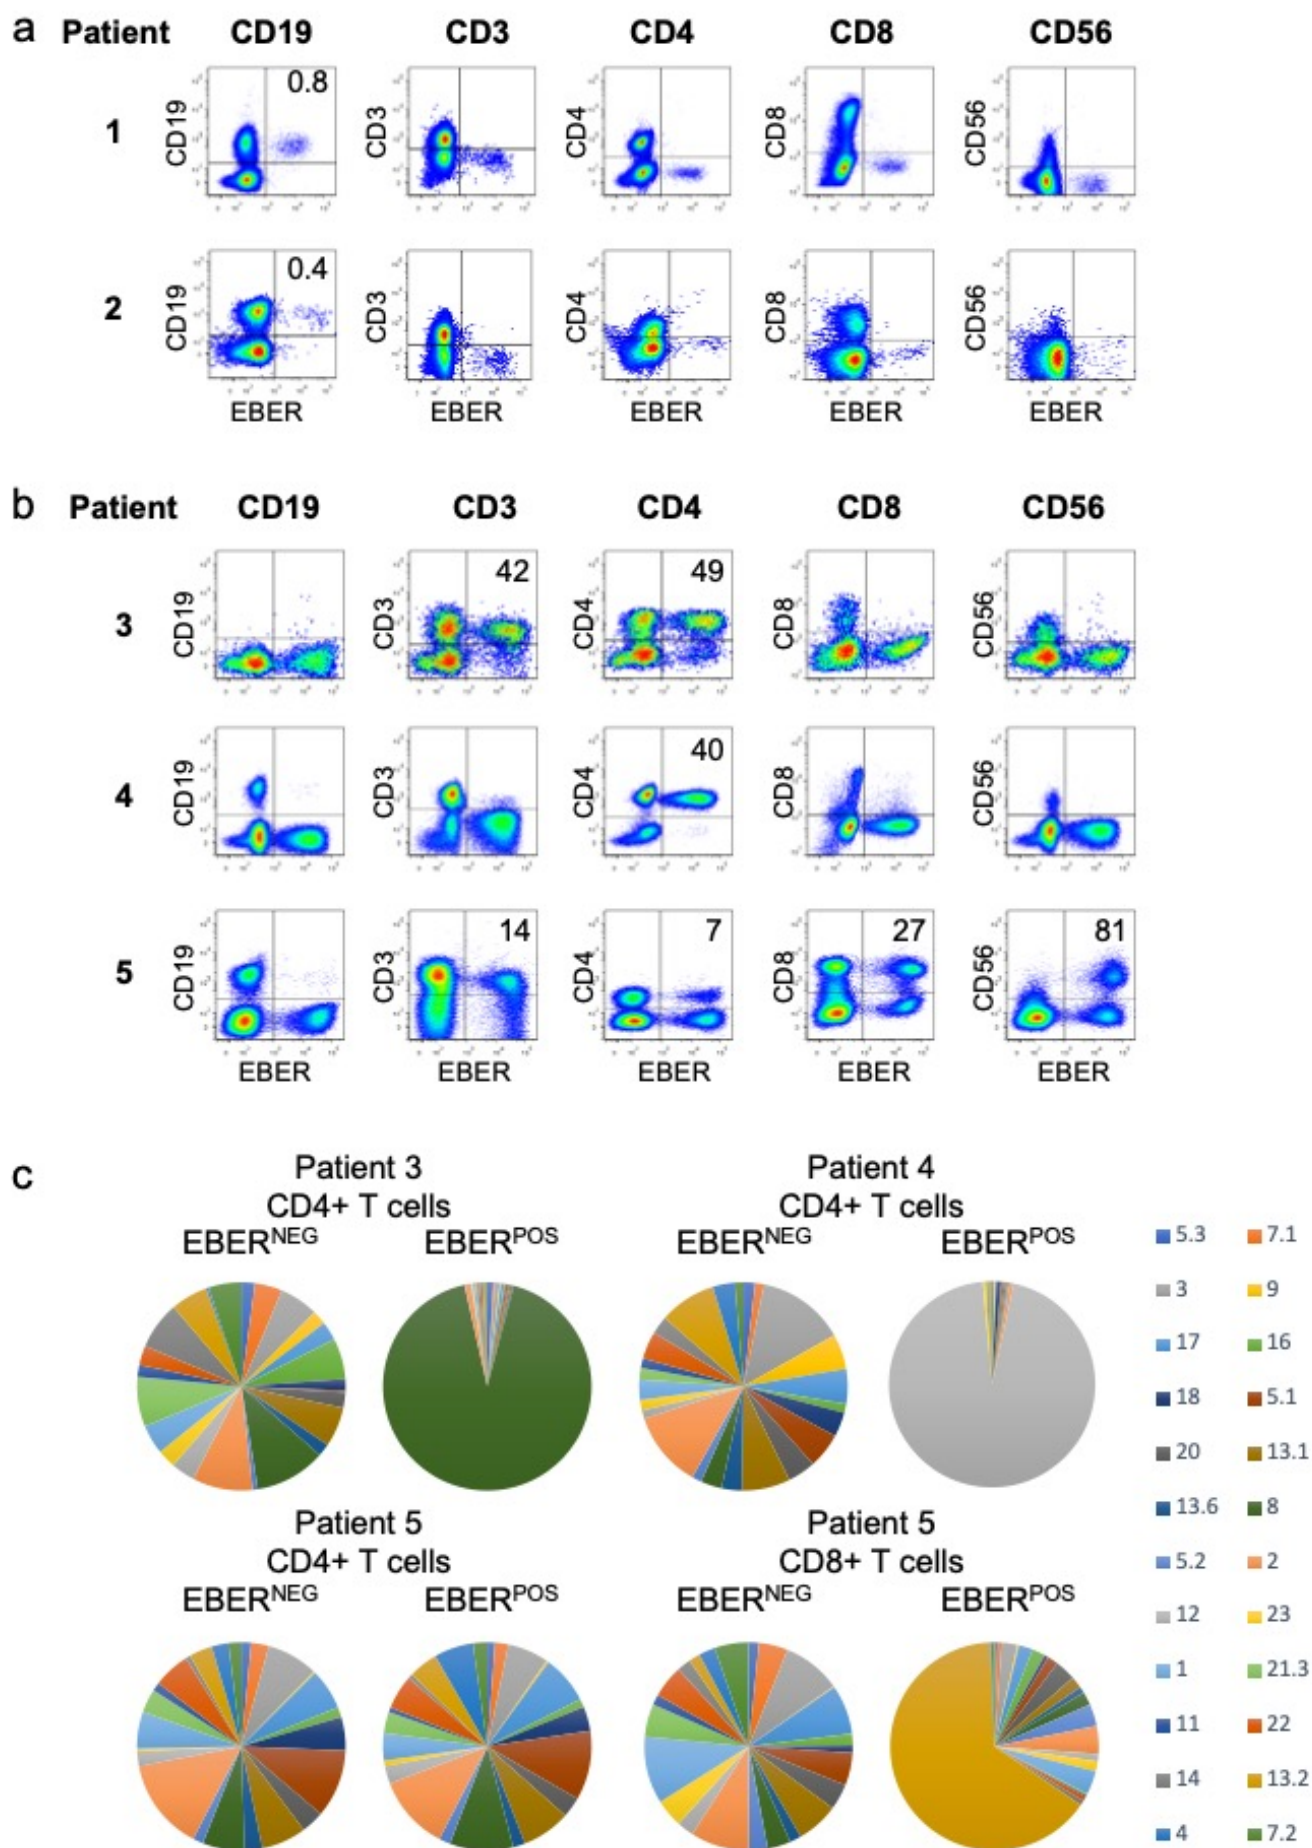 a Patient CD19 CD3 CD4 CD8 CD56
1 CD19 0.8 CD3 CD4 CD8 CD56
2 CD19 0.4 CD3 CD4 CD8 CD56
EBER EBER EBER EBER EBER
b Patient CD19 CD3 CD4 CD8 CD56
3 CD19 CD3 42 CD4 49 CD8 CD56
4 CD19 CD3 CD4 40 CD8 CD56
5 CD19 CD3 14 CD4 7 CD8 27 CD56 81
EBER EBER EBER EBER EBER
c
Patient 3 Patient 4
CD4+ T cells CD4+ T cells
EBERNEG EBERPOS EBERNEG EBERPOS
Patient 5 Patient 5
CD4+ T cells CD8+ T cells
EBERNEG EBERPOS EBERNEG EBERPOS
5.3 7.1
3 9
17 16
18 5.1
20 13.1
13.6 8
5.2 2
12 23
1 21.3
11 22
14 13.2
4 7.2